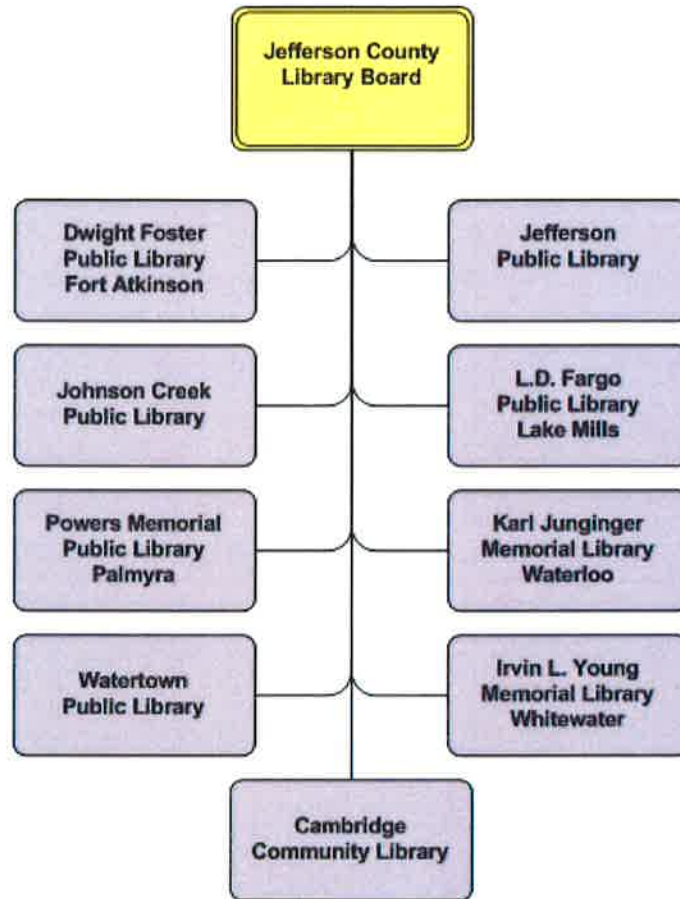 Jefferson County
Library Board
Dwight Foster
Public Library
Fort Atkinson
Jefferson
Public Library
Johnson Creek
Public Library
L.D. Fargo
Public Library
Lake Mills
Powers Memorial
Public Library
Palmyra
Karl Junginger
Memorial Library
Waterloo
Watertown
Public Library
Irvin L. Young
Memorial Library
Whitewater
Cambridge
Community Library